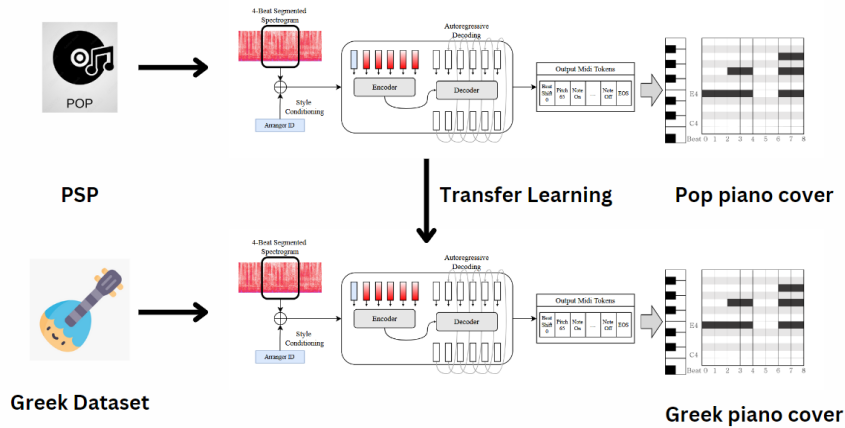 4-Beat Segmented
Spectrogram
Autoregressive
Decoding
POP
Encoder
Decoder
Style
Conditioning
Arranger ID
Output Midi Tokens
Beat Shift 0
Pitch 65
Note On
...
Note Off
EOS
E4
C4
Beat 0 1 2 3 4 5 6 7 8
PSP
Transfer Learning
Pop piano cover
4-Beat Segmented
Spectrogram
Autoregressive
Decoding
Encoder
Decoder
Style
Conditioning
Arranger ID
Output Midi Tokens
Beat Shift 0
Pitch 65
Note On
...
Note Off
EOS
E4
C4
Beat 0 1 2 3 4 5 6 7 8
Greek Dataset
Greek piano cover